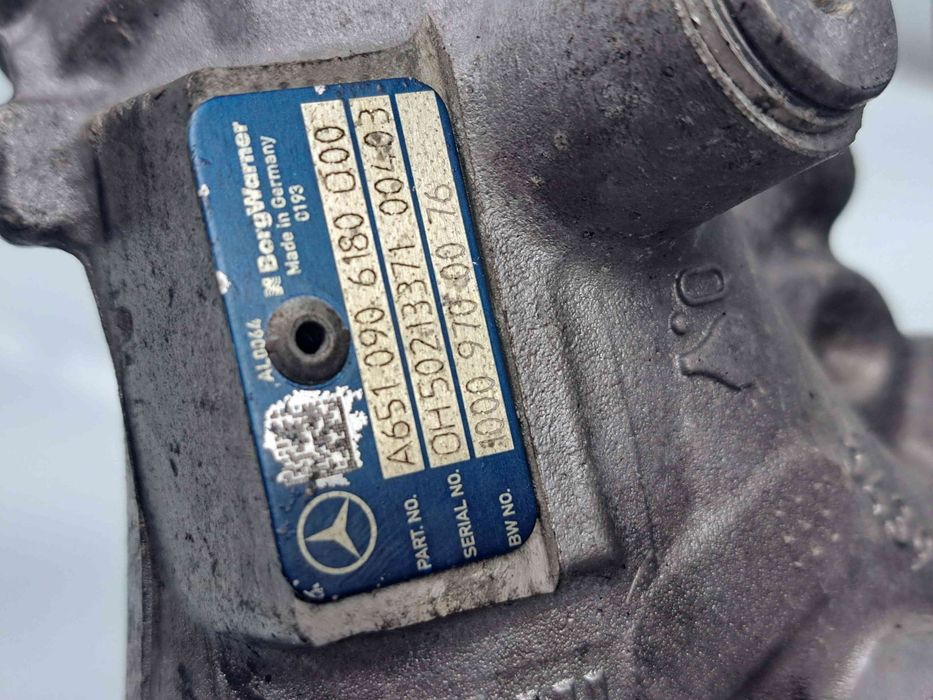 BorgWarner
Made in Germany
0193
AL0064
PART. NO. A651 090 6180 000
SERIAL NO. OH502I3371 00403
BW NO. 1000 970 00 76